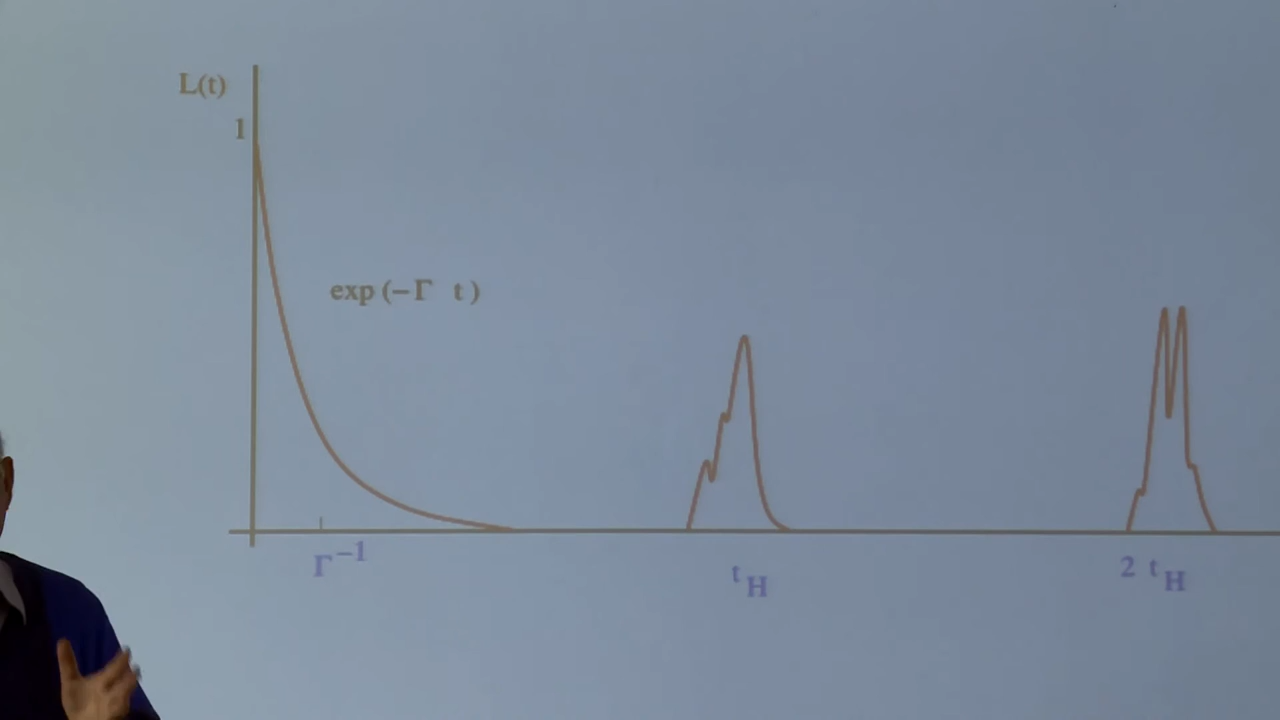 L(t)
1
exp (−Γ t )
Γ⁻¹
t_H
2 t_H